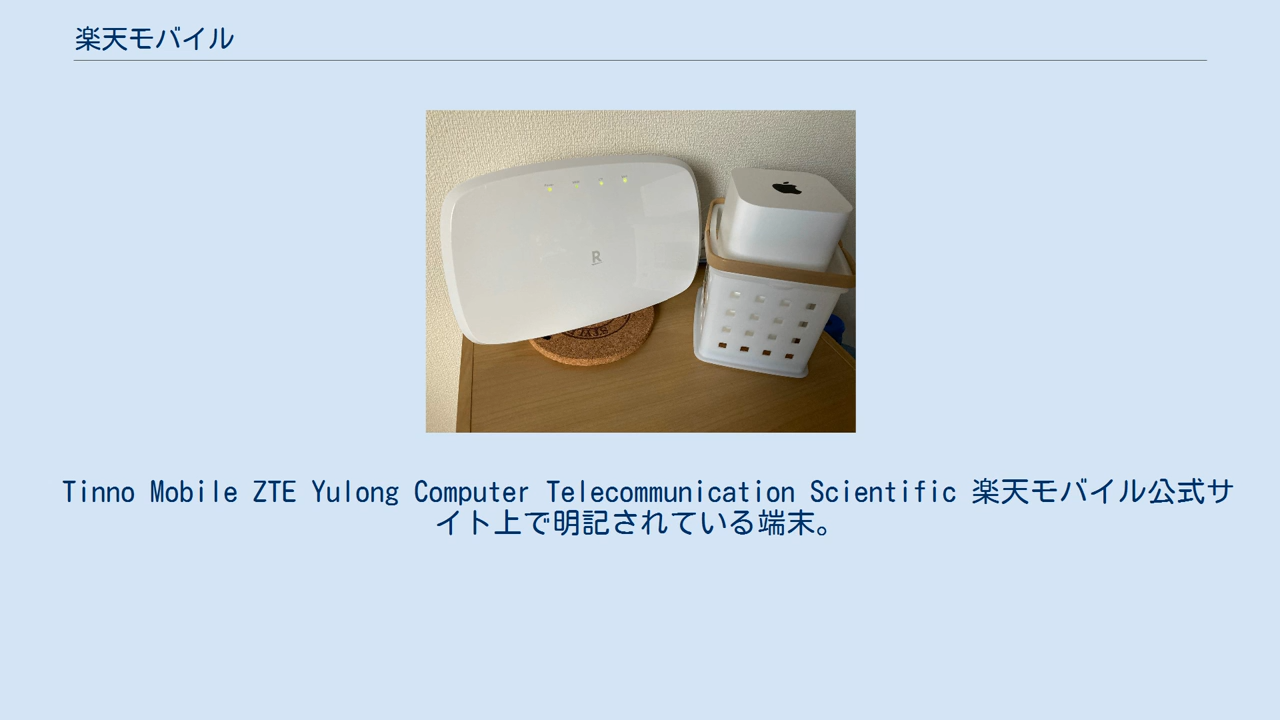 楽天モバイル
R
Tinno Mobile ZTE Yulong Computer Telecommunication Scientific 楽天モバイル公式サ
イト上で明記されている端末。